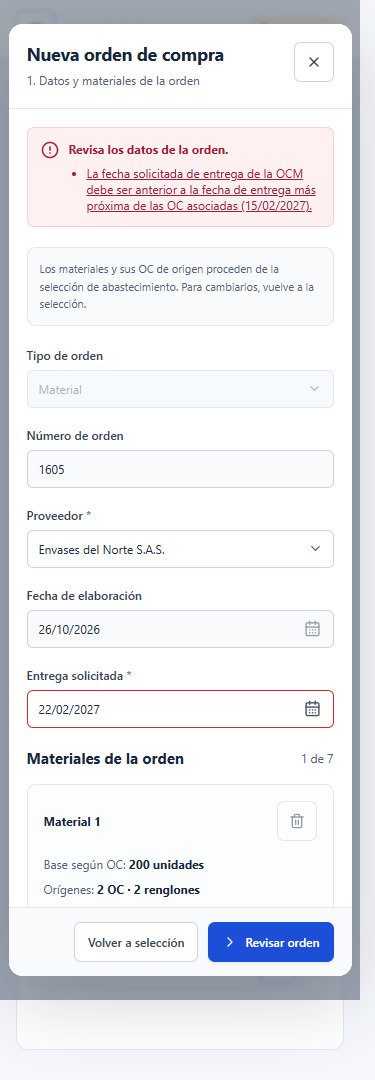 Nueva orden de compra
1. Datos y materiales de la orden
Revisa los datos de la orden.
• La fecha solicitada de entrega de la OCM
debe ser anterior a la fecha de entrega más
próxima de las OC asociadas (15/02/2027).
Los materiales y sus OC de origen proceden de la
selección de abastecimiento. Para cambiarlos, vuelve a la
selección.
Tipo de orden
Material
Número de orden
1605
Proveedor *
Envases del Norte S.A.S.
Fecha de elaboración
26/10/2026
Entrega solicitada *
22/02/2027
Materiales de la orden 1 de 7
Material 1
Base según OC: 200 unidades
Orígenes: 2 OC · 2 renglones
Volver a selección
Revisar orden